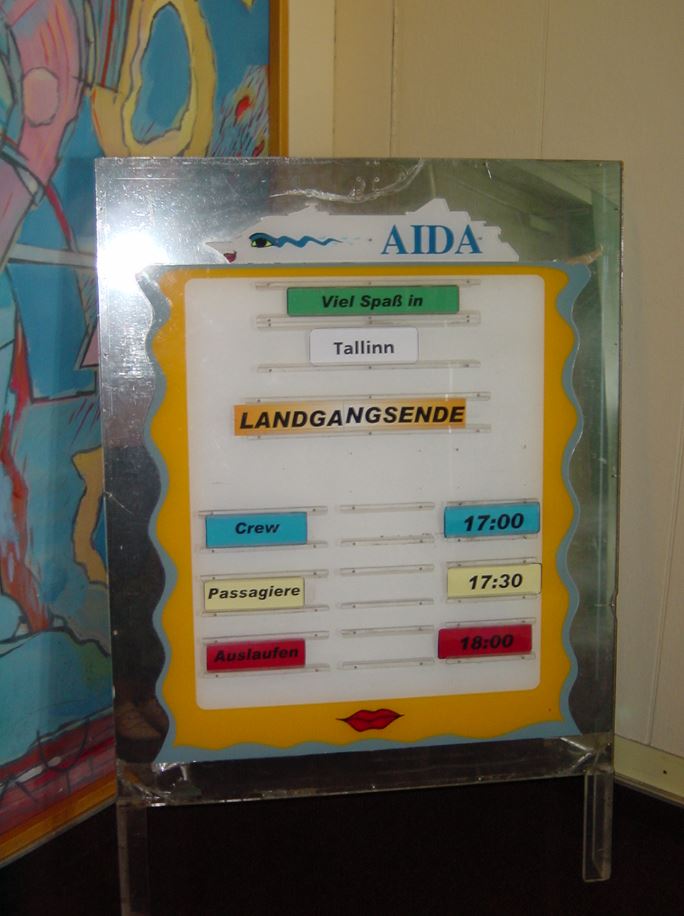 AIDA
Viel Spaß in
Tallinn
LANDGANGSENDE
Crew 17:00
Passagiere 17:30
Auslaufen 18:00